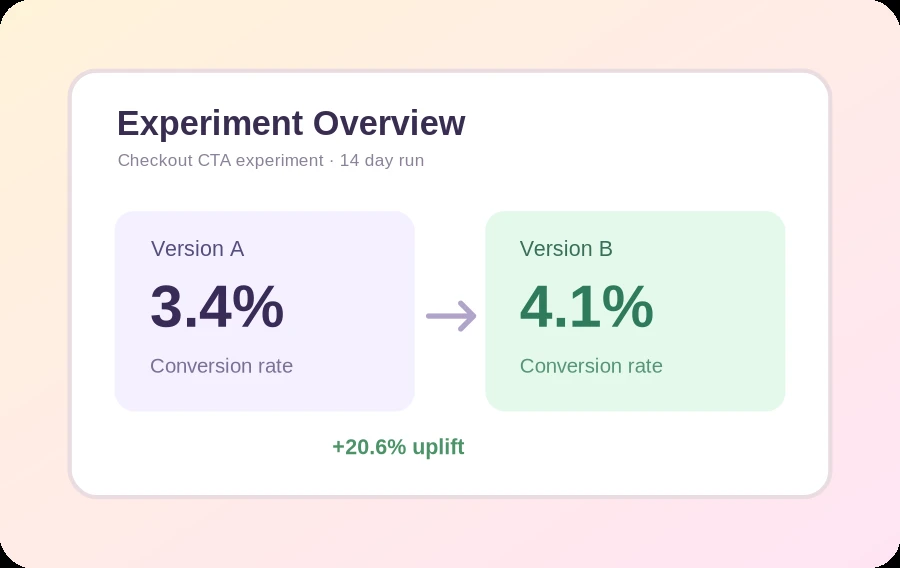 Experiment Overview
Checkout CTA experiment · 14 day run
Version A
3.4%
Conversion rate
Version B
4.1%
Conversion rate
+20.6% uplift